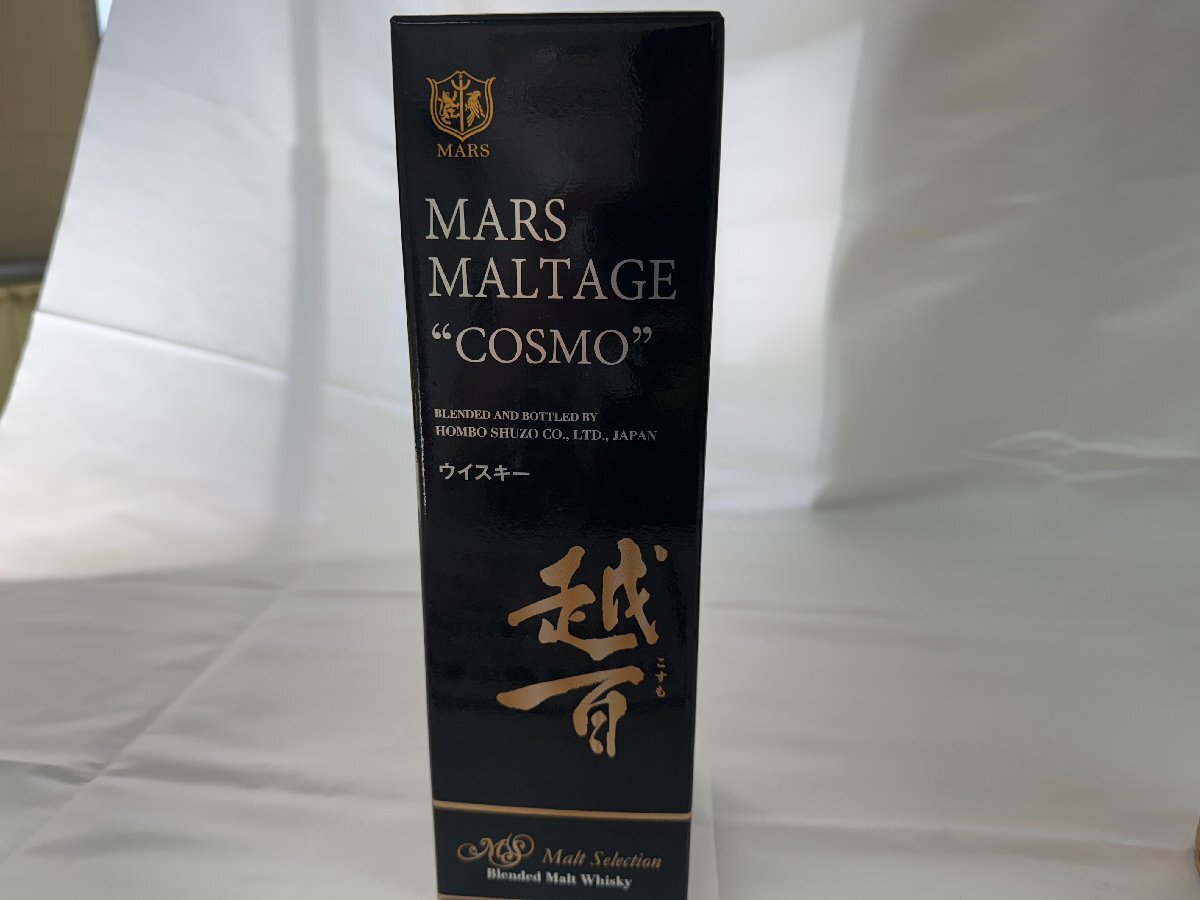 MARS
MARS
MALTAGE
“COSMO”
BLENDED AND BOTTLED BY
HOMBO SHUZO CO., LTD., JAPAN
ウイスキー
越百
こすも
MS Malt Selection
Blended Malt Whisky